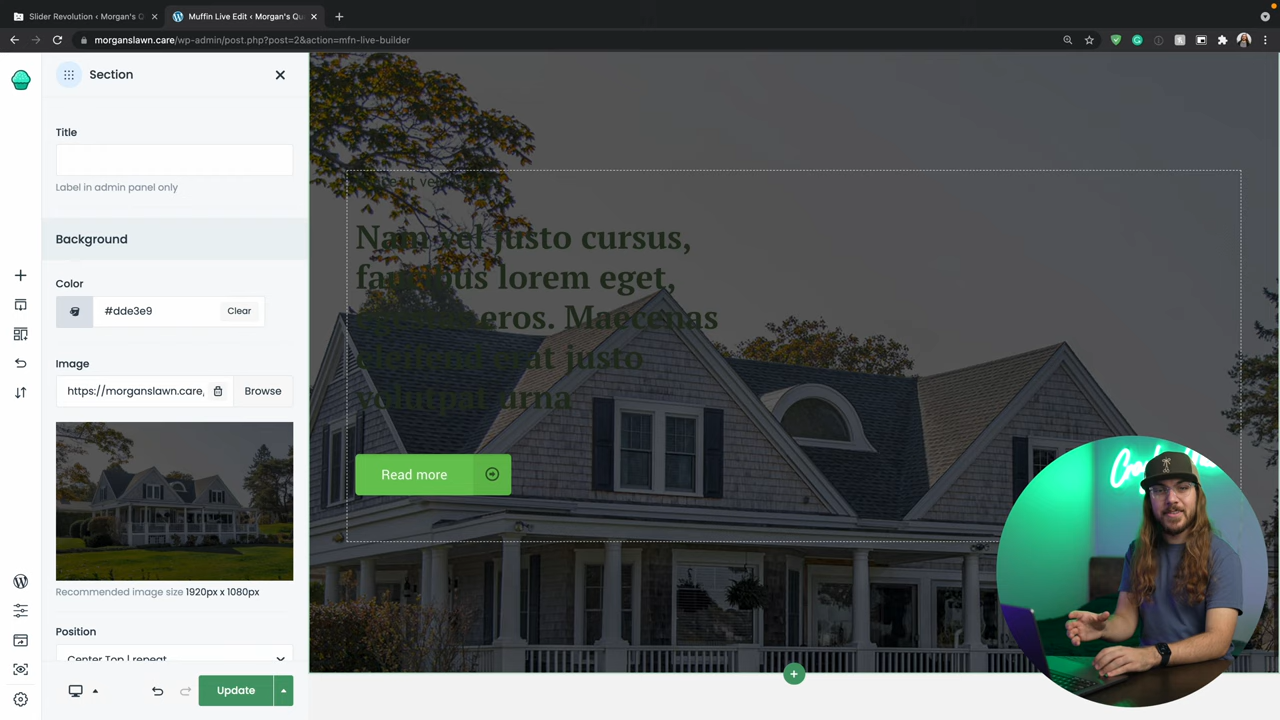 Slider Revolution ‹ Morgan's Q
Muffin Live Edit ‹ Morgan's Qu
morganslawn.care/wp-admin/post.php?post=2&action=mfn-live-builder
Section
Title
Label in admin panel only
Background
Color
#dde3e9
Clear
Image
https://morganslawn.care,
Browse
Recommended image size 1920px x 1080px
Position
Center Top | repeat
Update
Nam vel justo cursus,
faucibus lorem eget,
eros. Maecenas
eleifend erat justo
volutpat urna
Read more